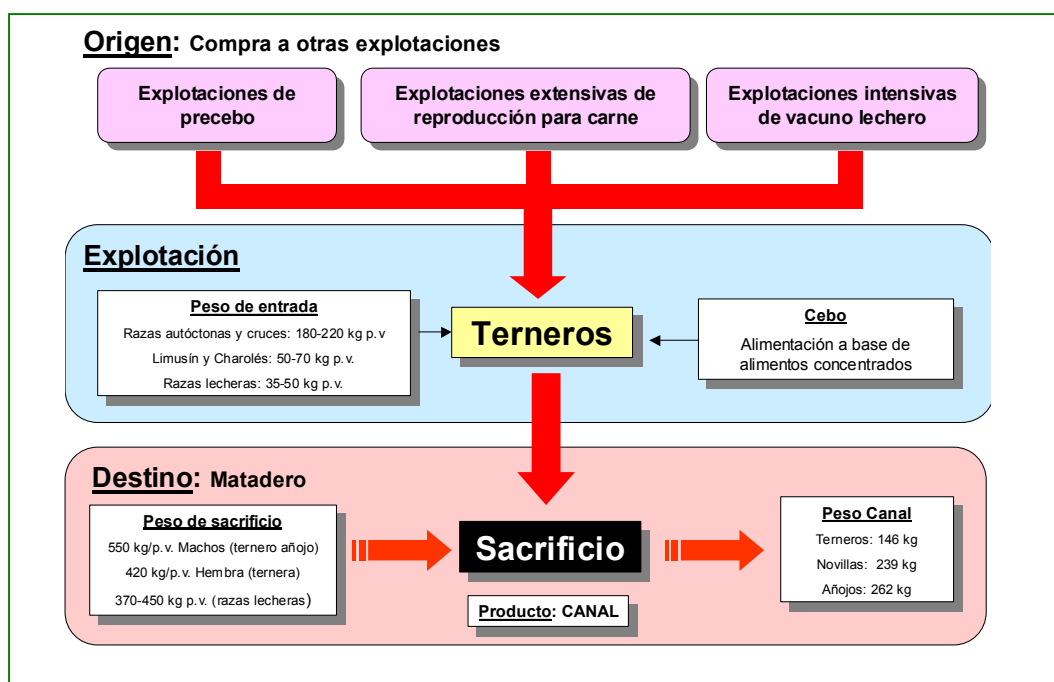 Origen: Compra a otras explotaciones
Explotaciones de
precebo
Explotaciones extensivas de
reproducción para carne
Explotaciones intensivas
de vacuno lechero
Explotación
Peso de entrada
Razas autóctonas y cruces: 180-220 kg p.v
Limusín y Charolés: 50-70 kg p.v.
Razas lecheras: 35-50 kg p.v.
Terneros
Cebo
Alimentación a base de
alimentos concentrados
Destino: Matadero
Peso de sacrificio
550 kg/p.v. Machos (ternero añojo)
420 kg/p.v. Hembra (ternera)
370-450 kg p.v. (razas lecheras)
Sacrificio
Producto: CANAL
Peso Canal
Terneros: 146 kg
Novillas: 239 kg
Añojos: 262 kg